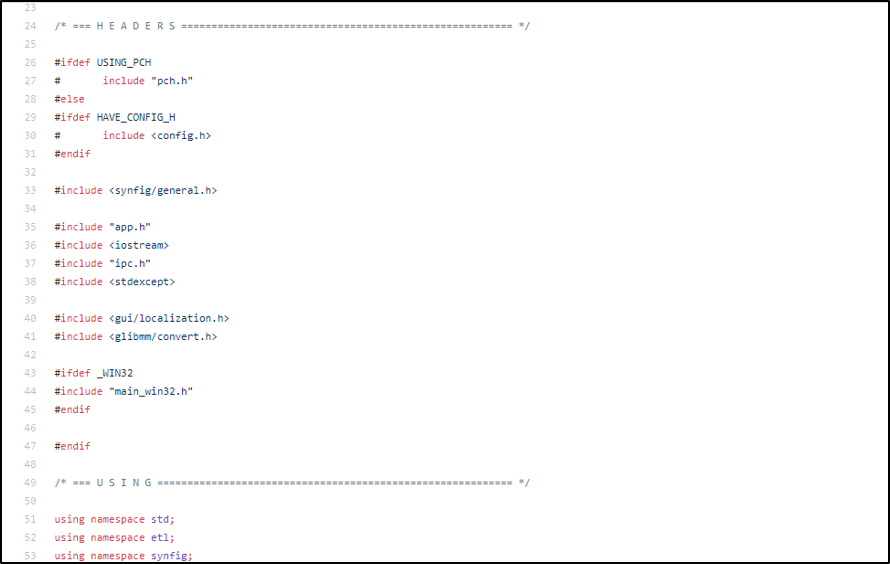 23
24 /* === H E A D E R S ======================================================= */
25
26 #ifdef USING_PCH
27 #       include "pch.h"
28 #else
29 #ifdef HAVE_CONFIG_H
30 #       include <config.h>
31 #endif
32
33 #include <synfig/general.h>
34
35 #include "app.h"
36 #include <iostream>
37 #include "ipc.h"
38 #include <stdexcept>
39
40 #include <gui/localization.h>
41 #include <glibmm/convert.h>
42
43 #ifdef _WIN32
44 #include "main_win32.h"
45 #endif
46
47 #endif
48
49 /* === U S I N G =========================================================== */
50
51 using namespace std;
52 using namespace etl;
53 using namespace synfig;